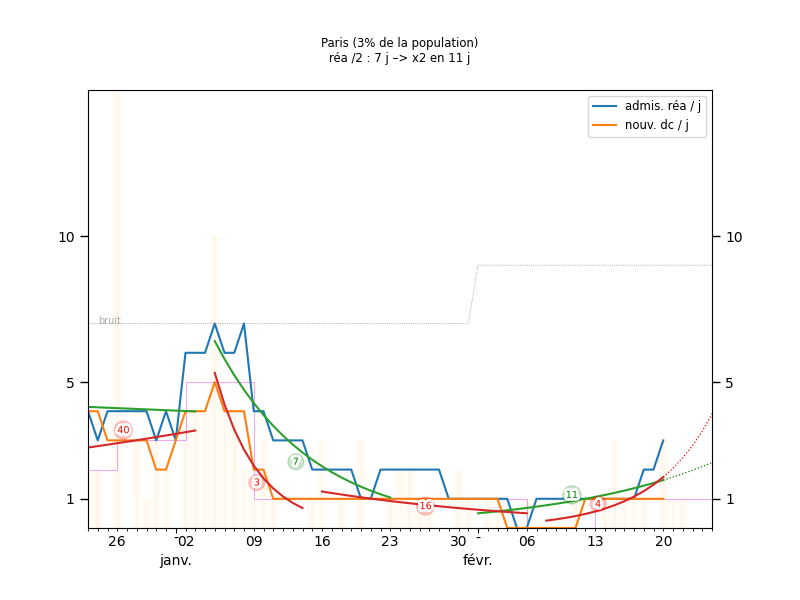 Paris (3% de la population)
réa /2 : 7 j –> x2 en 11 j
admis. réa / j
nouv. dc / j
10 10
bruit
5 5
40
7
3
16
11
4
1 1
26 02 09 16 23 30 06 13 20
janv. févr.